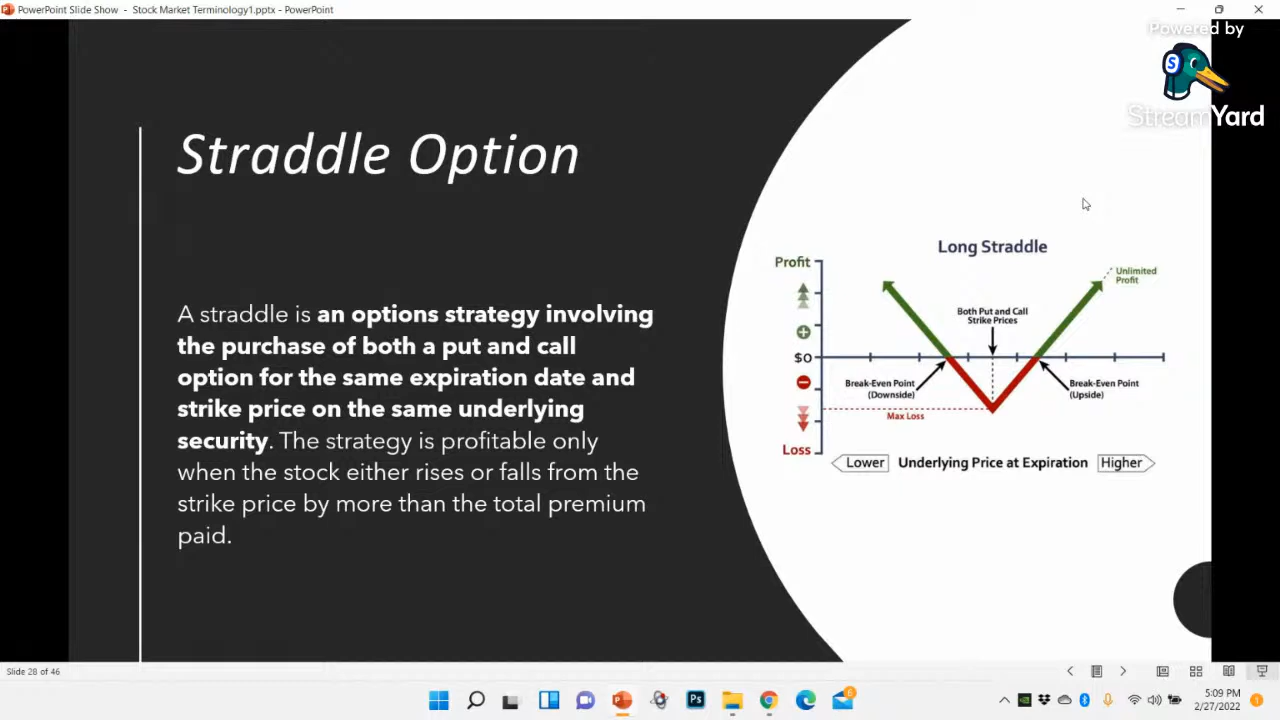 PowerPoint Slide Show - Stock Market Terminology1.pptx - PowerPoint
Powered by
S
StreamYard
Straddle Option
A straddle is an options strategy involving
the purchase of both a put and call
option for the same expiration date and
strike price on the same underlying
security. The strategy is profitable only
when the stock either rises or falls from the
strike price by more than the total premium
paid.
Long Straddle
Profit
Unlimited
Profit
Both Put and Call
Strike Prices
$0
Break-Even Point
(Downside)
Break-Even Point
(Upside)
Max Loss
Loss
Lower
Underlying Price at Expiration
Higher
Slide 28 of 46
Ps
6
5:09 PM
2/27/2022
1